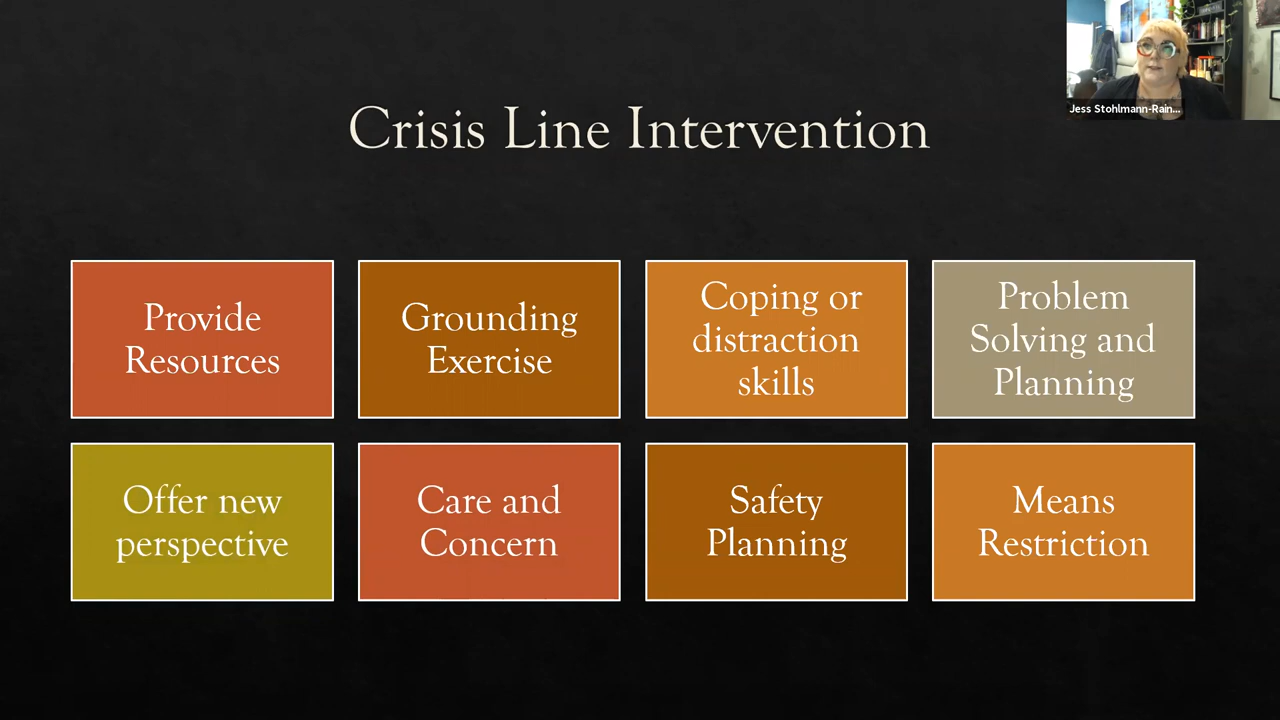 Jess Stohlmann-Rain...
Crisis Line Intervention
Provide
Resources
Grounding
Exercise
Coping or
distraction
skills
Problem
Solving and
Planning
Offer new
perspective
Care and
Concern
Safety
Planning
Means
Restriction